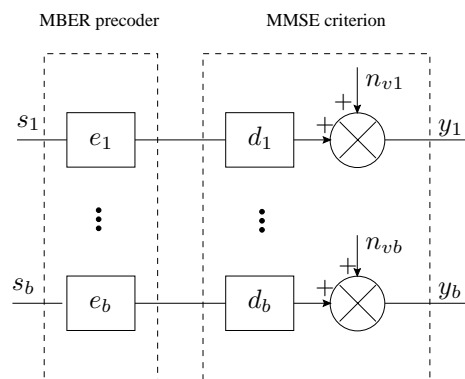 MBER precoder MMSE criterion
n_{v1}
s_1 + + y_1
e_1 d_1
n_{vb}
s_b + + y_b
e_b d_b